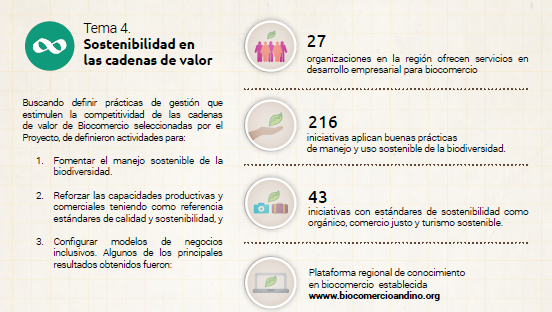 Tema 4.
Sostenibilidad en
las cadenas de valor
Buscando definir prácticas de gestión que
estimulen la competitividad de las cadenas
de valor de Biocomercio seleccionadas por el
Proyecto, de definieron actividades para:
1. Fomentar el manejo sostenible de la
biodiversidad.
2. Reforzar las capacidades productivas y
comerciales teniendo como referencia
estándares de calidad y sostenibilidad, y
3. Configurar modelos de negocios
inclusivos. Algunos de los principales
resultados obtenidos fueron:
27
organizaciones en la región ofrecen servicios en
desarrollo empresarial para biocomercio
216
iniciativas aplican buenas prácticas
de manejo y uso sostenible de la biodiversidad.
43
iniciativas con estándares de sostenibilidad como
orgánico, comercio justo y turismo sostenible.
Plataforma regional de conocimiento
en biocomercio establecida
www.biocomercioandino.org